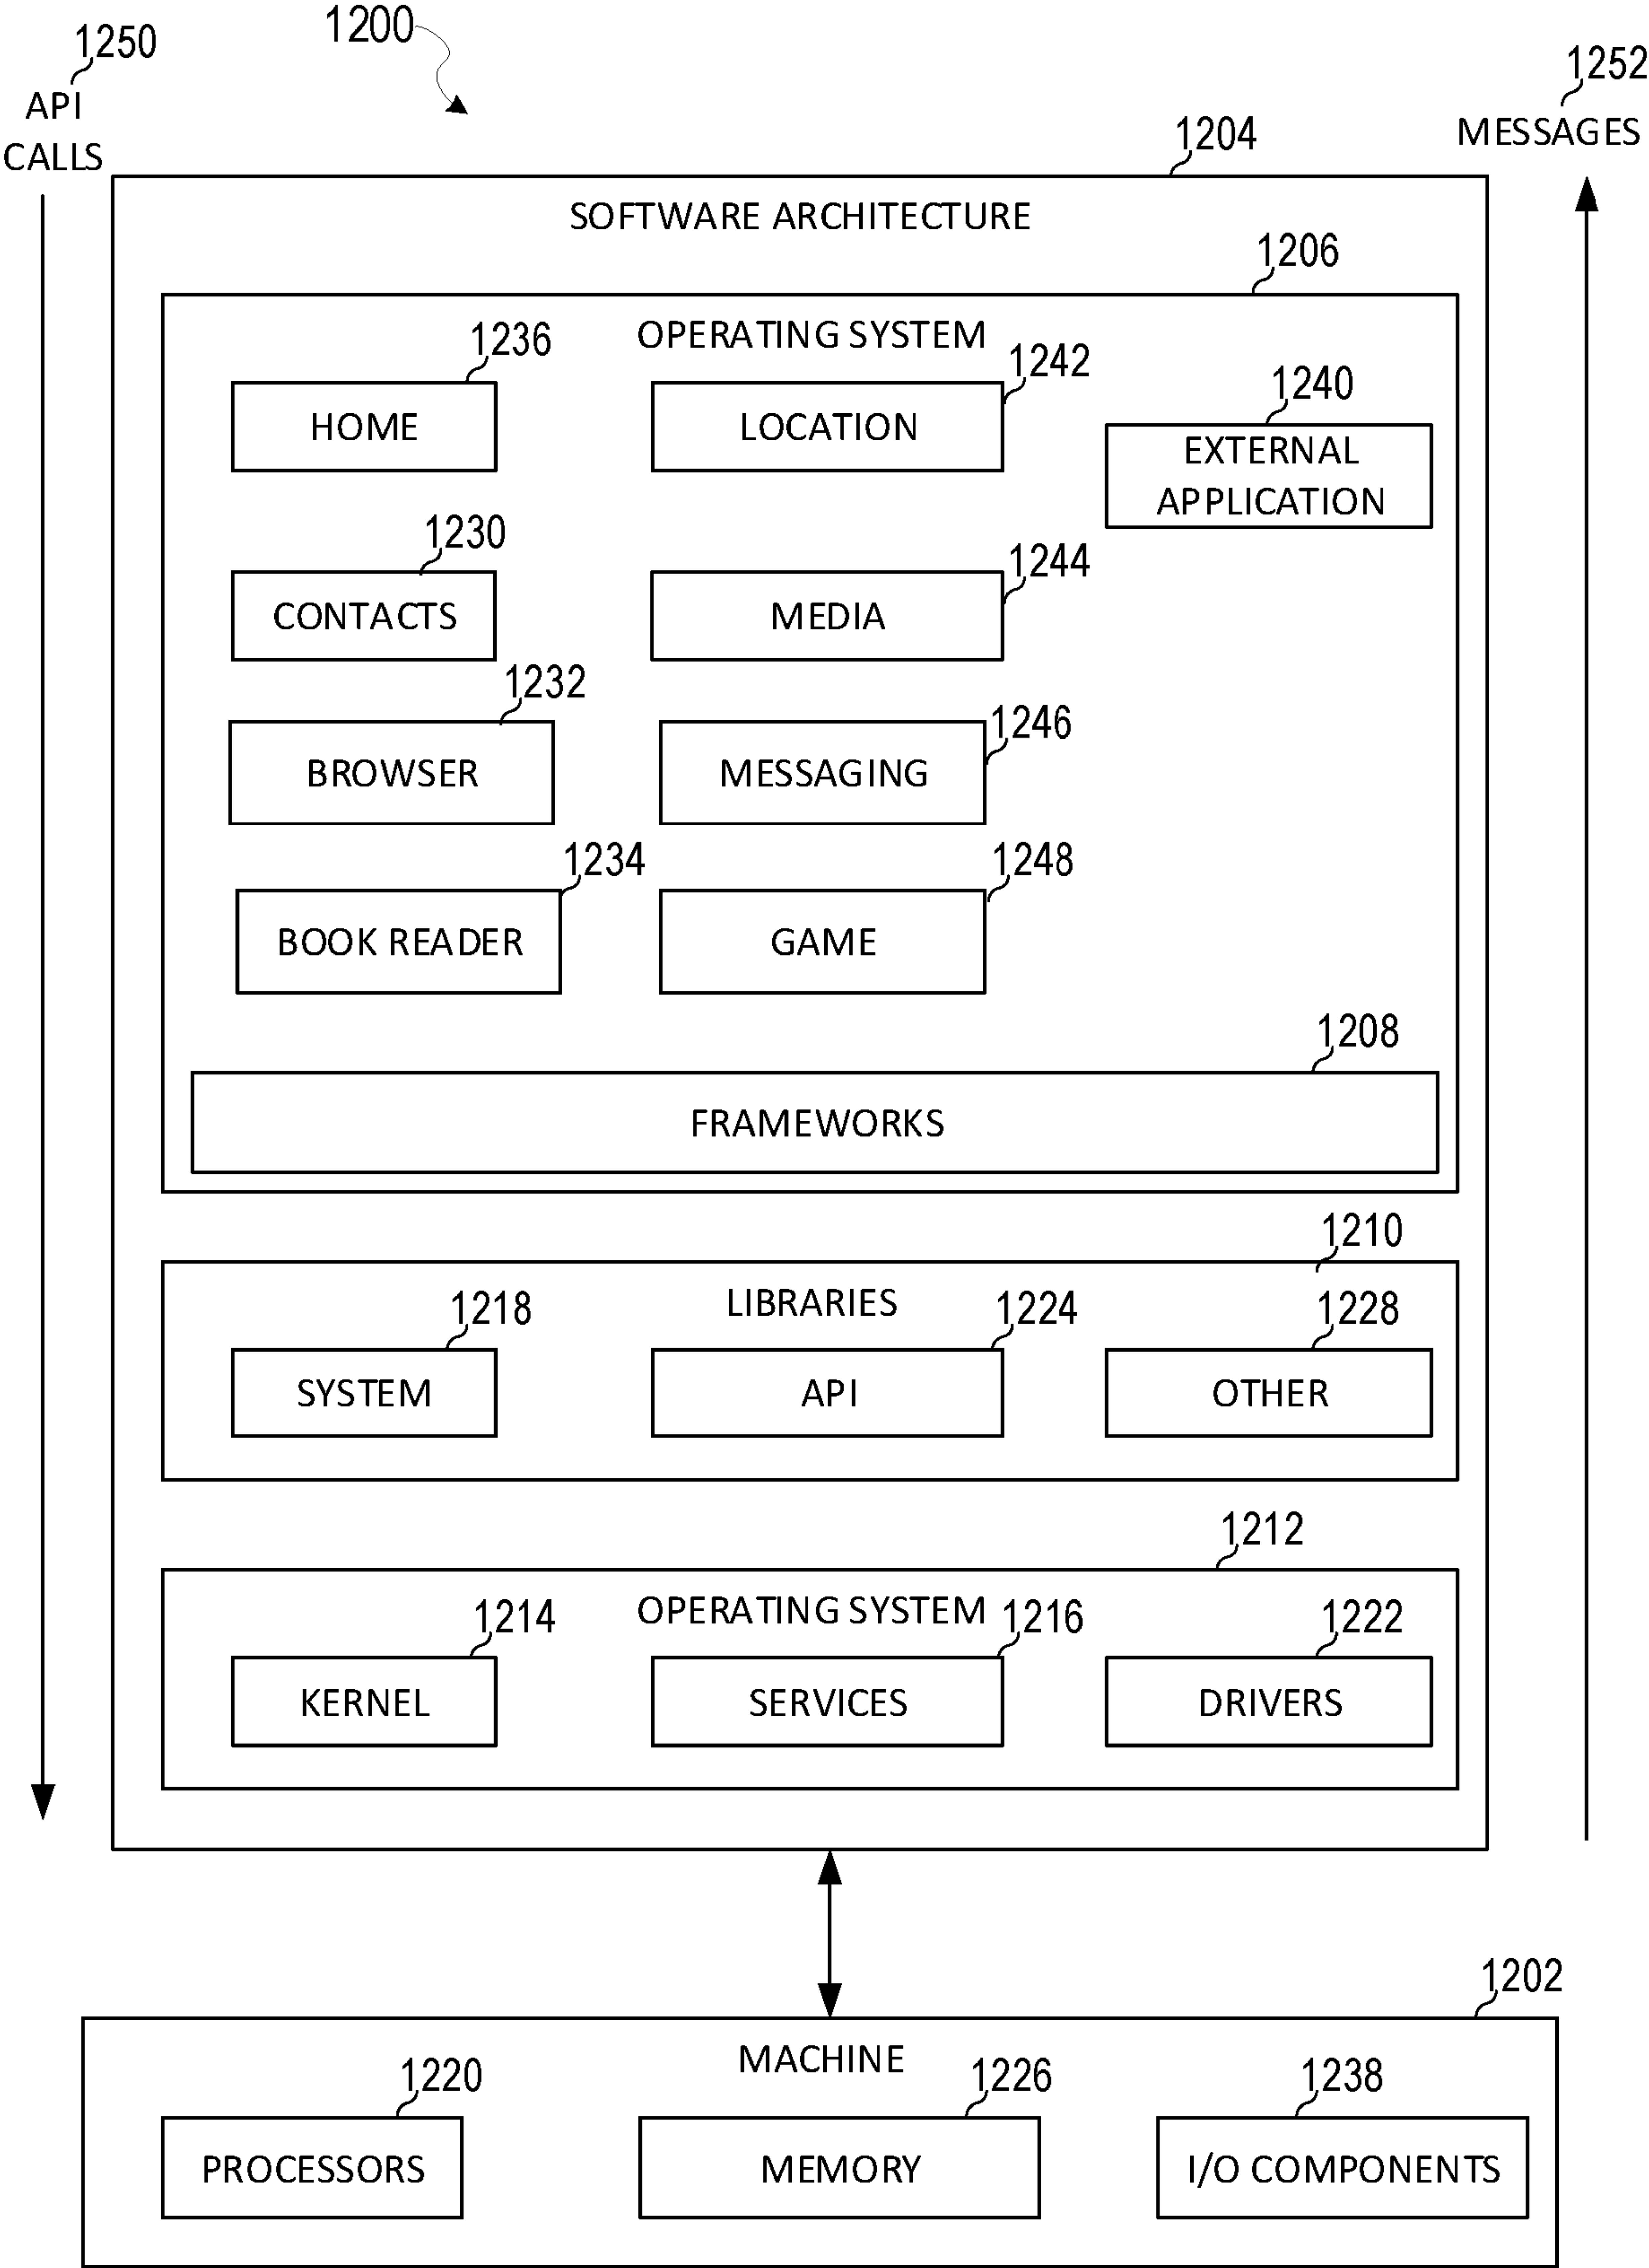 1200
1250
API
CALLS
1252
MESSAGES
1204
SOFTWARE ARCHITECTURE
1206
OPERATING SYSTEM
1236
HOME
1242
LOCATION
1240
EXTERNAL
APPLICATION
1230
CONTACTS
1244
MEDIA
1232
BROWSER
1246
MESSAGING
1234
BOOK READER
1248
GAME
1208
FRAMEWORKS
1210
LIBRARIES
1218
SYSTEM
1224
API
1228
OTHER
1212
OPERATING SYSTEM
1214
KERNEL
1216
SERVICES
1222
DRIVERS
1202
MACHINE
1220
PROCESSORS
1226
MEMORY
1238
I/O COMPONENTS